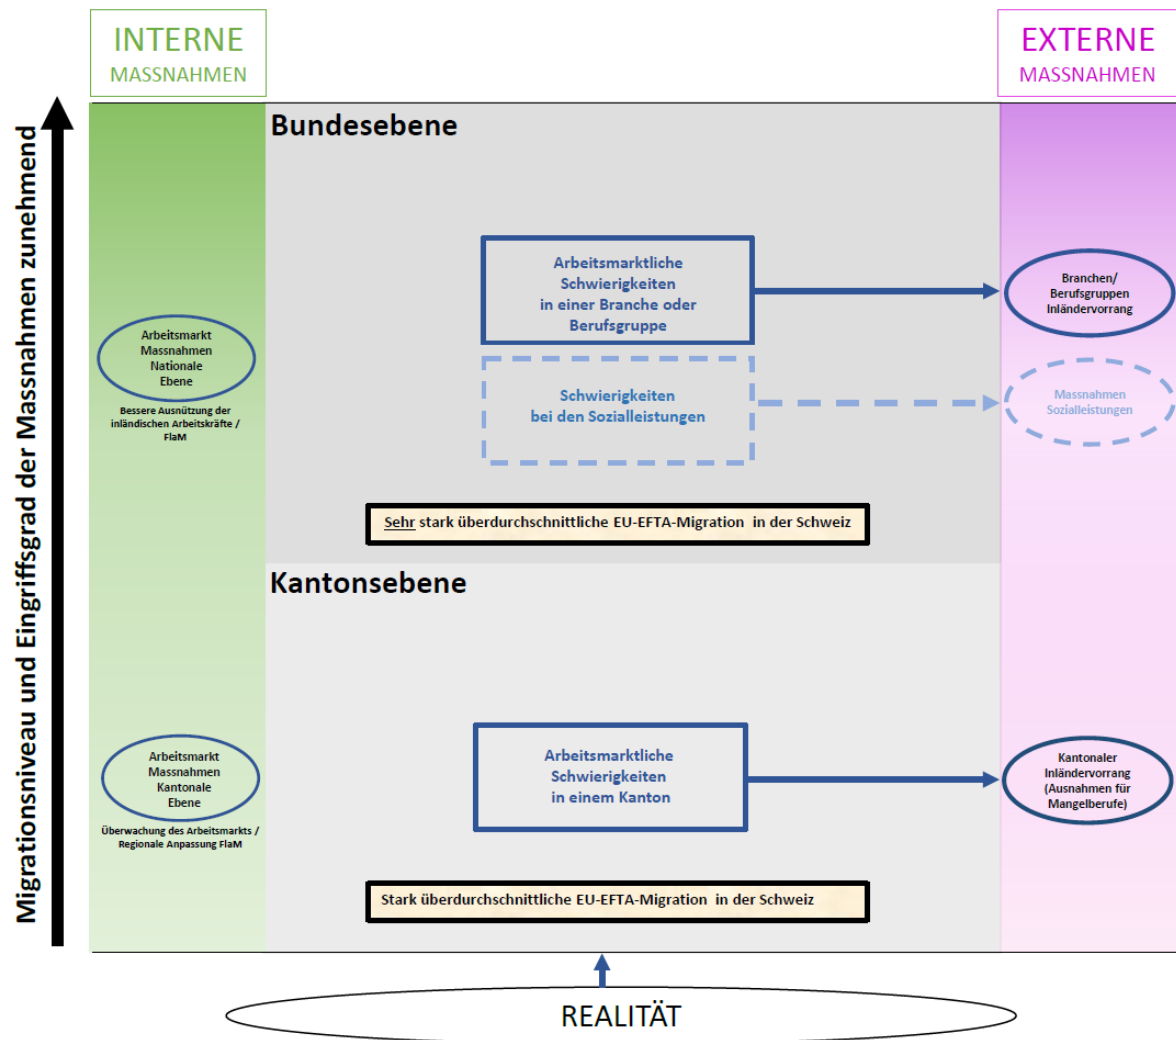 INTERNE
MASSNAHMEN
EXTERNE
MASSNAHMEN
Migrationsniveau und Eingriffsgrad der Massnahmen zunehmend
Bundesebene
Arbeitsmarktliche
Schwierigkeiten
in einer Branche oder
Berufsgruppe
Branchen/
Berufsgruppen
Inländervorrang
Arbeitsmarkt
Massnahmen
Nationale
Ebene
Bessere Ausnützung der
inländischen Arbeitskräfte /
FlaM
Schwierigkeiten
bei den Sozialleistungen
Massnahmen
Sozialleistungen
Sehr stark überdurchschnittliche EU-EFTA-Migration in der Schweiz
Kantonsebene
Arbeitsmarkt
Massnahmen
Kantonale
Ebene
Überwachung des Arbeitsmarkts /
Regionale Anpassung FlaM
Arbeitsmarktliche
Schwierigkeiten
in einem Kanton
Kantonaler
Inländervorrang
(Ausnahmen für
Mangelberufe)
Stark überdurchschnittliche EU-EFTA-Migration in der Schweiz
REALITÄT